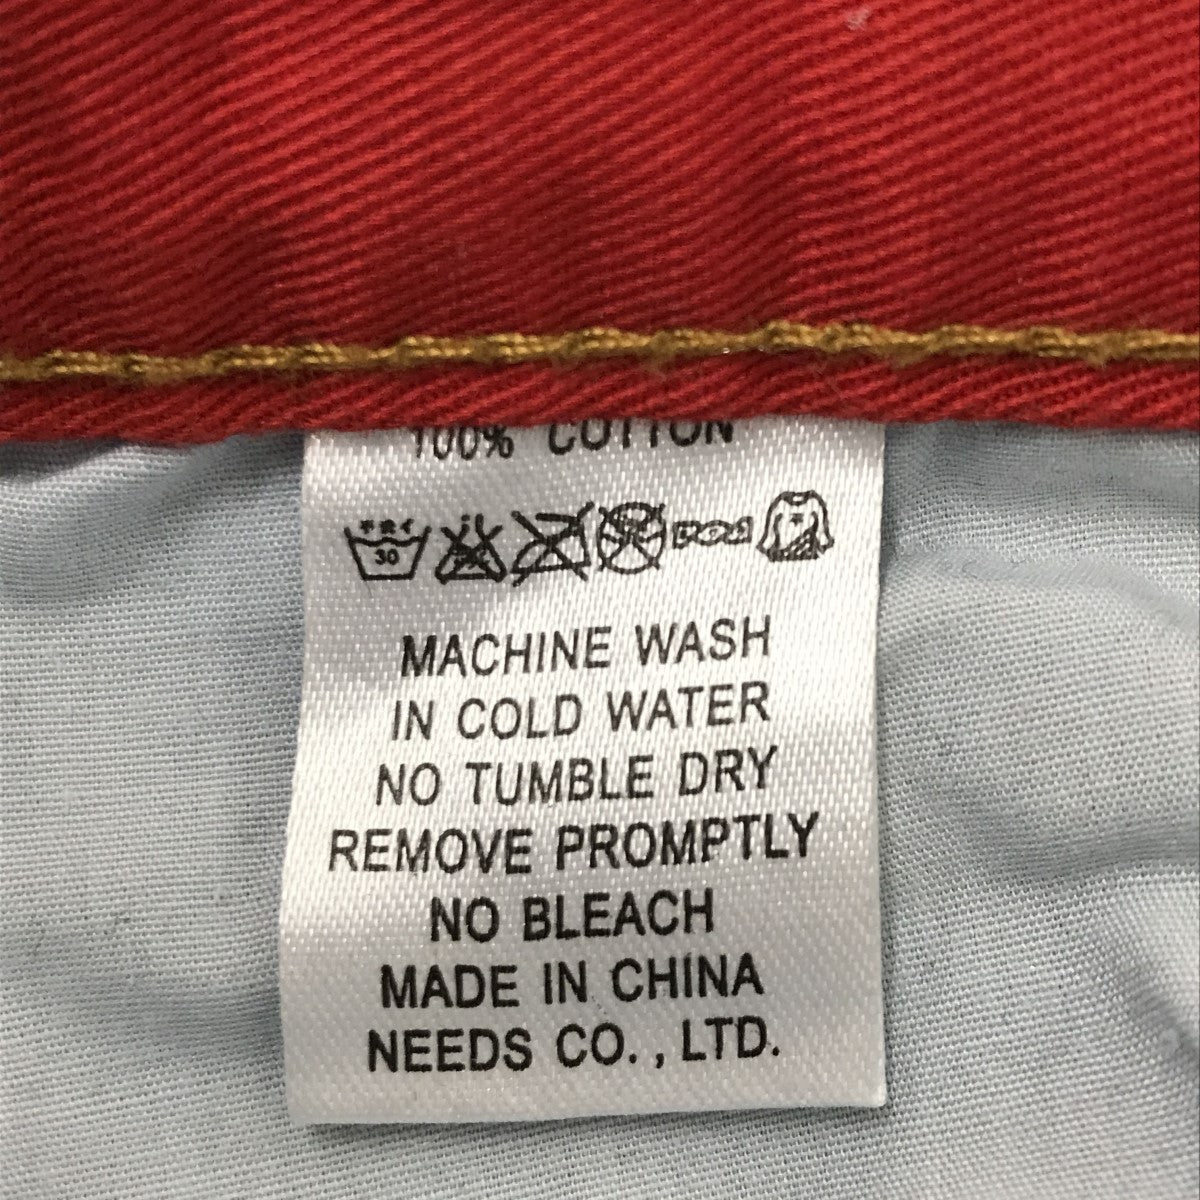 100% COTTON
30
MACHINE WASH
IN COLD WATER
NO TUMBLE DRY
REMOVE PROMPTLY
NO BLEACH
MADE IN CHINA
NEEDS CO., LTD.